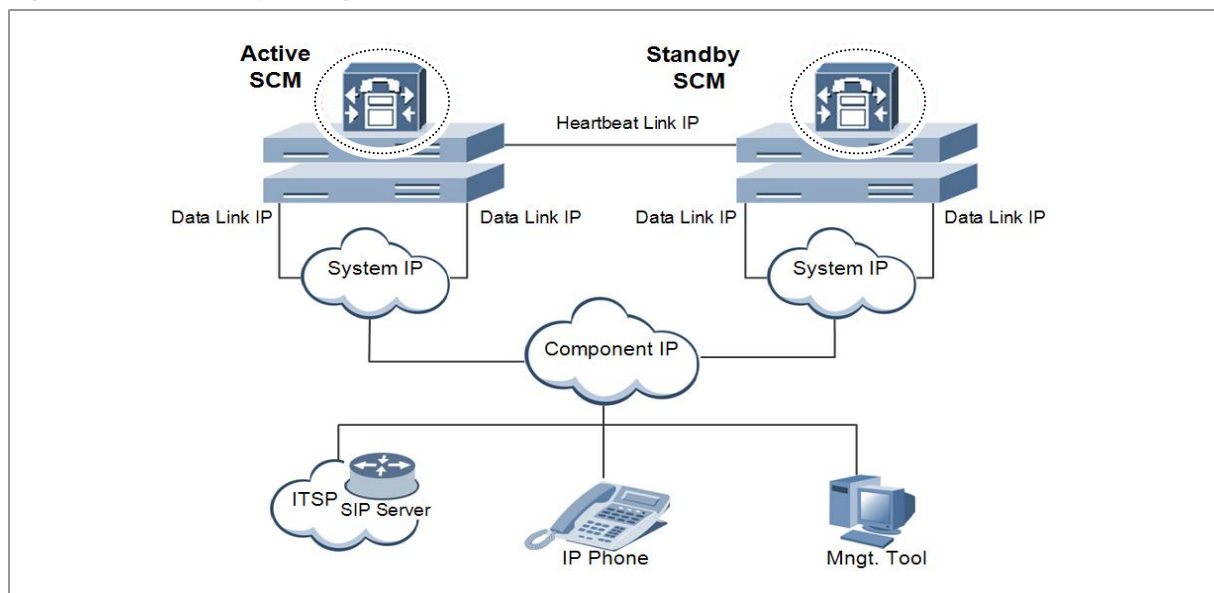 Active
SCM
Standby
SCM
Heartbeat Link IP
Data Link IP
Data Link IP
Data Link IP
Data Link IP
System IP
System IP
Component IP
ITSP
SIP Server
IP Phone
Mngt. Tool